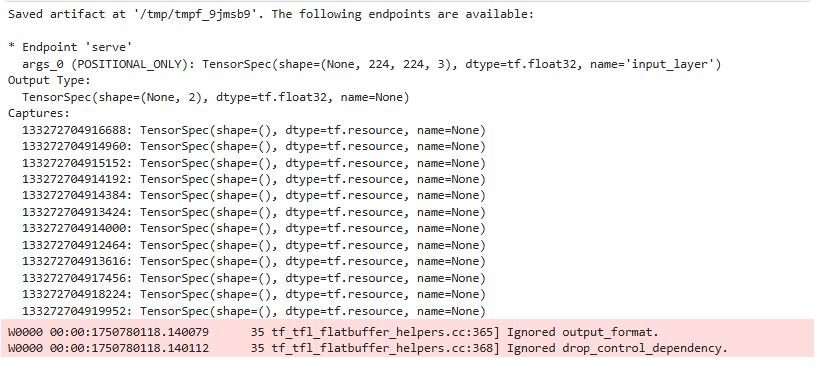 Saved artifact at '/tmp/tmpf_9jmsb9'. The following endpoints are available:
* Endpoint 'serve'
args_0 (POSITIONAL_ONLY): TensorSpec(shape=(None, 224, 224, 3), dtype=tf.float32, name='input_layer')
Output Type:
TensorSpec(shape=(None, 2), dtype=tf.float32, name=None)
Captures:
133272704916688: TensorSpec(shape=(), dtype=tf.resource, name=None)
133272704914960: TensorSpec(shape=(), dtype=tf.resource, name=None)
133272704915152: TensorSpec(shape=(), dtype=tf.resource, name=None)
133272704914192: TensorSpec(shape=(), dtype=tf.resource, name=None)
133272704914384: TensorSpec(shape=(), dtype=tf.resource, name=None)
133272704913424: TensorSpec(shape=(), dtype=tf.resource, name=None)
133272704914000: TensorSpec(shape=(), dtype=tf.resource, name=None)
133272704912464: TensorSpec(shape=(), dtype=tf.resource, name=None)
133272704913616: TensorSpec(shape=(), dtype=tf.resource, name=None)
133272704917456: TensorSpec(shape=(), dtype=tf.resource, name=None)
133272704918224: TensorSpec(shape=(), dtype=tf.resource, name=None)
133272704919952: TensorSpec(shape=(), dtype=tf.resource, name=None)
W0000 00:00:1750780118.140079 35 tf_tfl_flatbuffer_helpers.cc:365] Ignored output_format.
W0000 00:00:1750780118.140112 35 tf_tfl_flatbuffer_helpers.cc:368] Ignored drop_control_dependency.